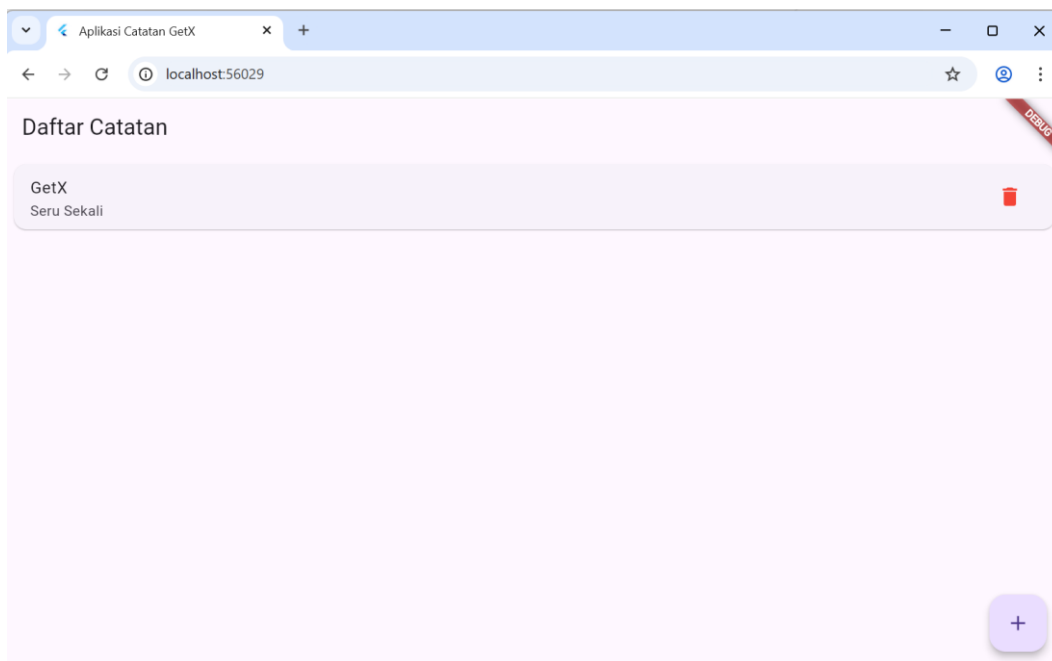 Aplikasi Catatan GetX
localhost:56029
Daftar Catatan
DEBUG
GetX
Seru Sekali